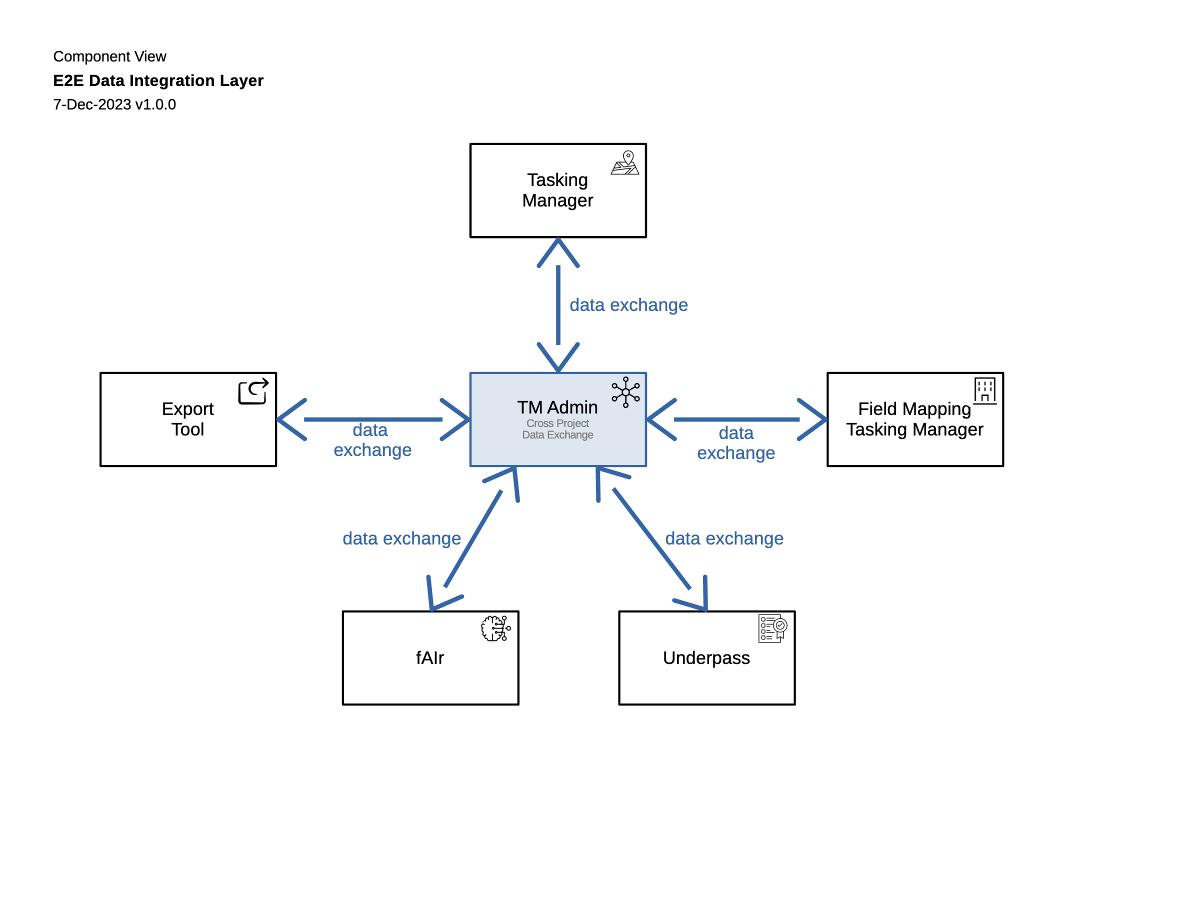 Component View
E2E Data Integration Layer
7-Dec-2023 v1.0.0
Tasking
Manager
data exchange
Export
Tool
data
exchange
TM Admin
Cross Project
Data Exchange
data
exchange
Field Mapping
Tasking Manager
data exchange
data exchange
fAIr
Underpass